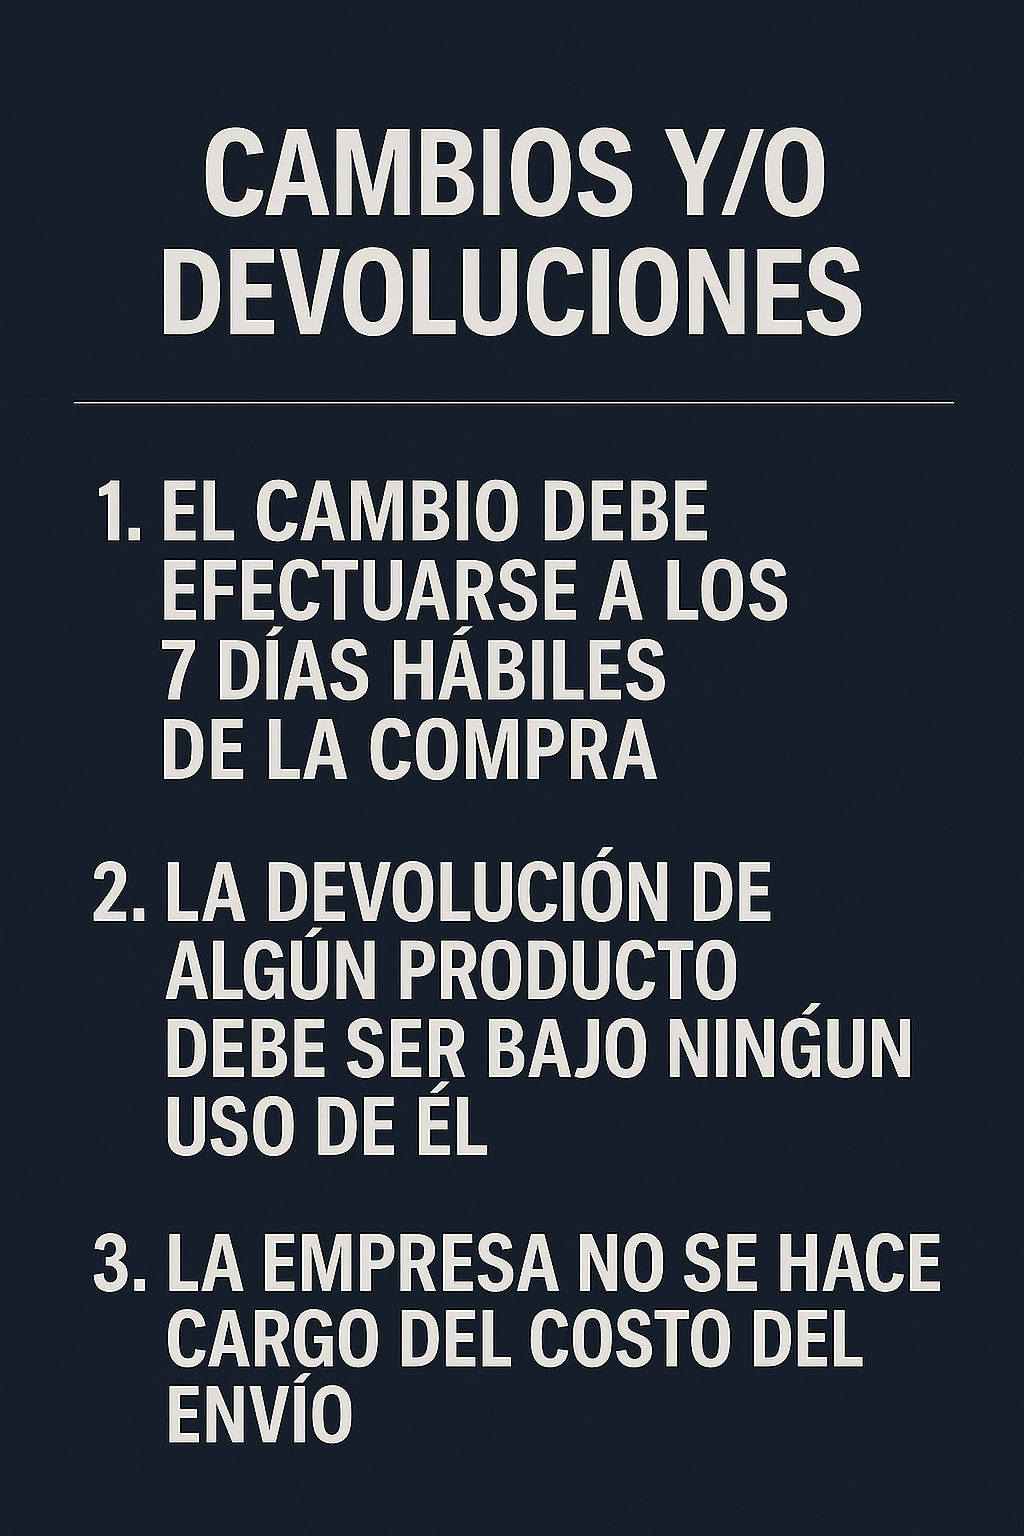 CAMBIOS Y/O
DEVOLUCIONES
1. EL CAMBIO DEBE
EFECTUARSE A LOS
7 DÍAS HÁBILES
DE LA COMPRA
2. LA DEVOLUCIÓN DE
ALGÚN PRODUCTO
DEBE SER BAJO NINǴUN
USO DE ÉL
3. LA EMPRESA NO SE HACE
CARGO DEL COSTO DEL
ENVÍO